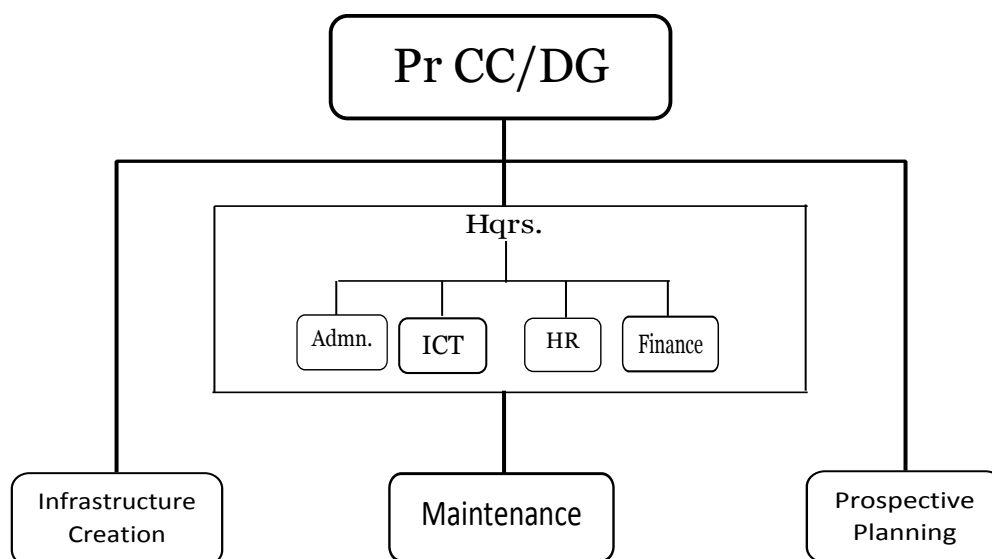 Pr CC/DG
Hqrs.
Admn.
ICT
HR
Finance
Infrastructure
Creation
Maintenance
Prospective
Planning